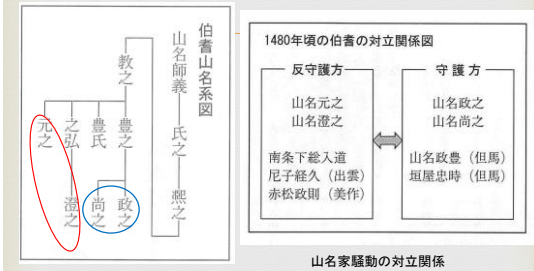 伯耆山名系図
山名師義
氏之
熙之
教之
豊之
豊氏
之弘
元之
政之
尚之
澄之
1480年頃の伯耆の対立関係図
反守護方
山名元之
山名澄之
南条下総入道
尼子経久（出雲）
赤松政則（美作）
守護方
山名政之
山名尚之
山名政豊（但馬）
垣屋忠時（但馬）
山名家騒動の対立関係